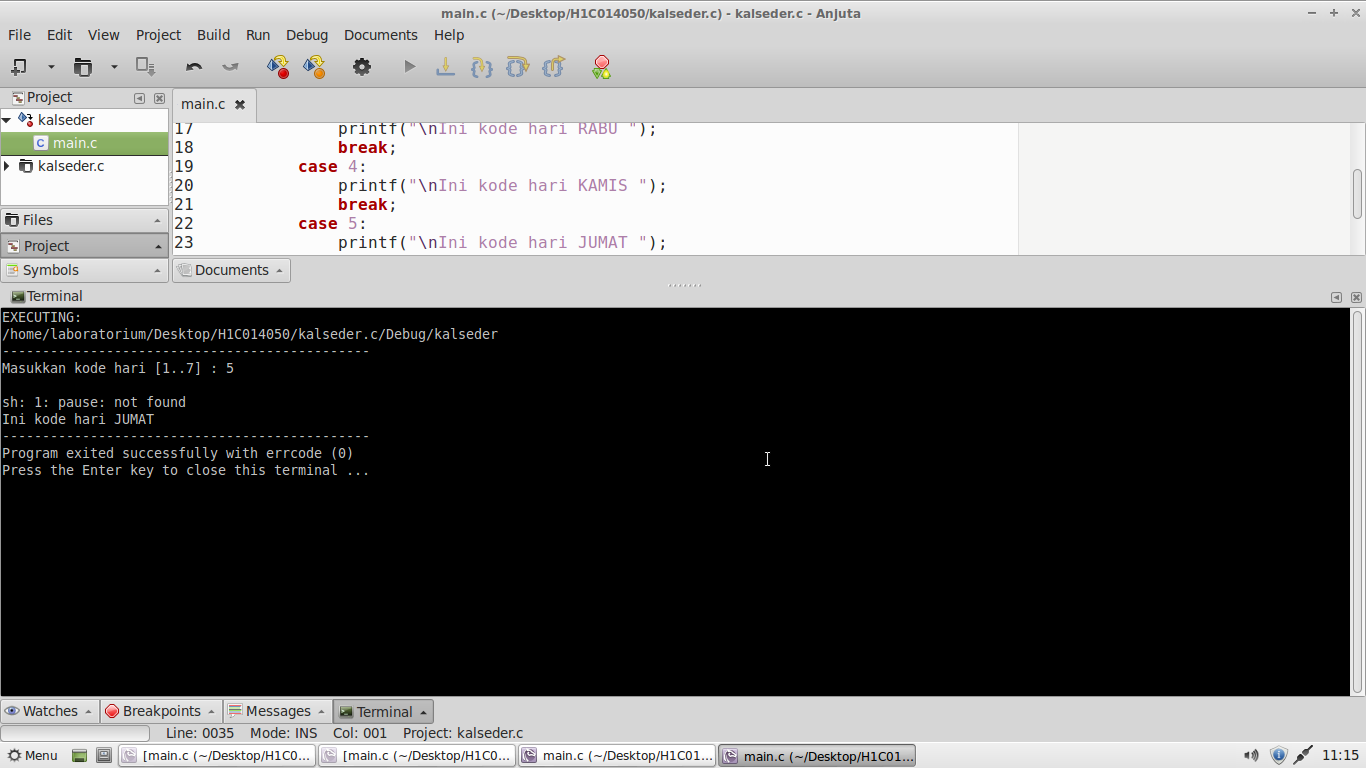 main.c (~/Desktop/H1C014050/kalseder.c) - kalseder.c - Anjuta
File Edit View Project Build Run Debug Documents Help
Project
kalseder
main.c
kalseder.c
Files
Project
Symbols
main.c
17 printf("\nIni kode hari RABU ");
18 break;
19 case 4:
20 printf("\nIni kode hari KAMIS ");
21 break;
22 case 5:
23 printf("\nIni kode hari JUMAT ");
Documents
Terminal
EXECUTING:
/home/laboratorium/Desktop/H1C014050/kalseder.c/Debug/kalseder
----------------------------------------------
Masukkan kode hari [1..7] : 5
sh: 1: pause: not found
Ini kode hari JUMAT
----------------------------------------------
Program exited successfully with errcode (0)
Press the Enter key to close this terminal ...
Watches Breakpoints Messages Terminal
Line: 0035 Mode: INS Col: 001 Project: kalseder.c
Menu [main.c (~/Desktop/H1C0... [main.c (~/Desktop/H1C0... main.c (~/Desktop/H1C01... main.c (~/Desktop/H1C01... 11:15